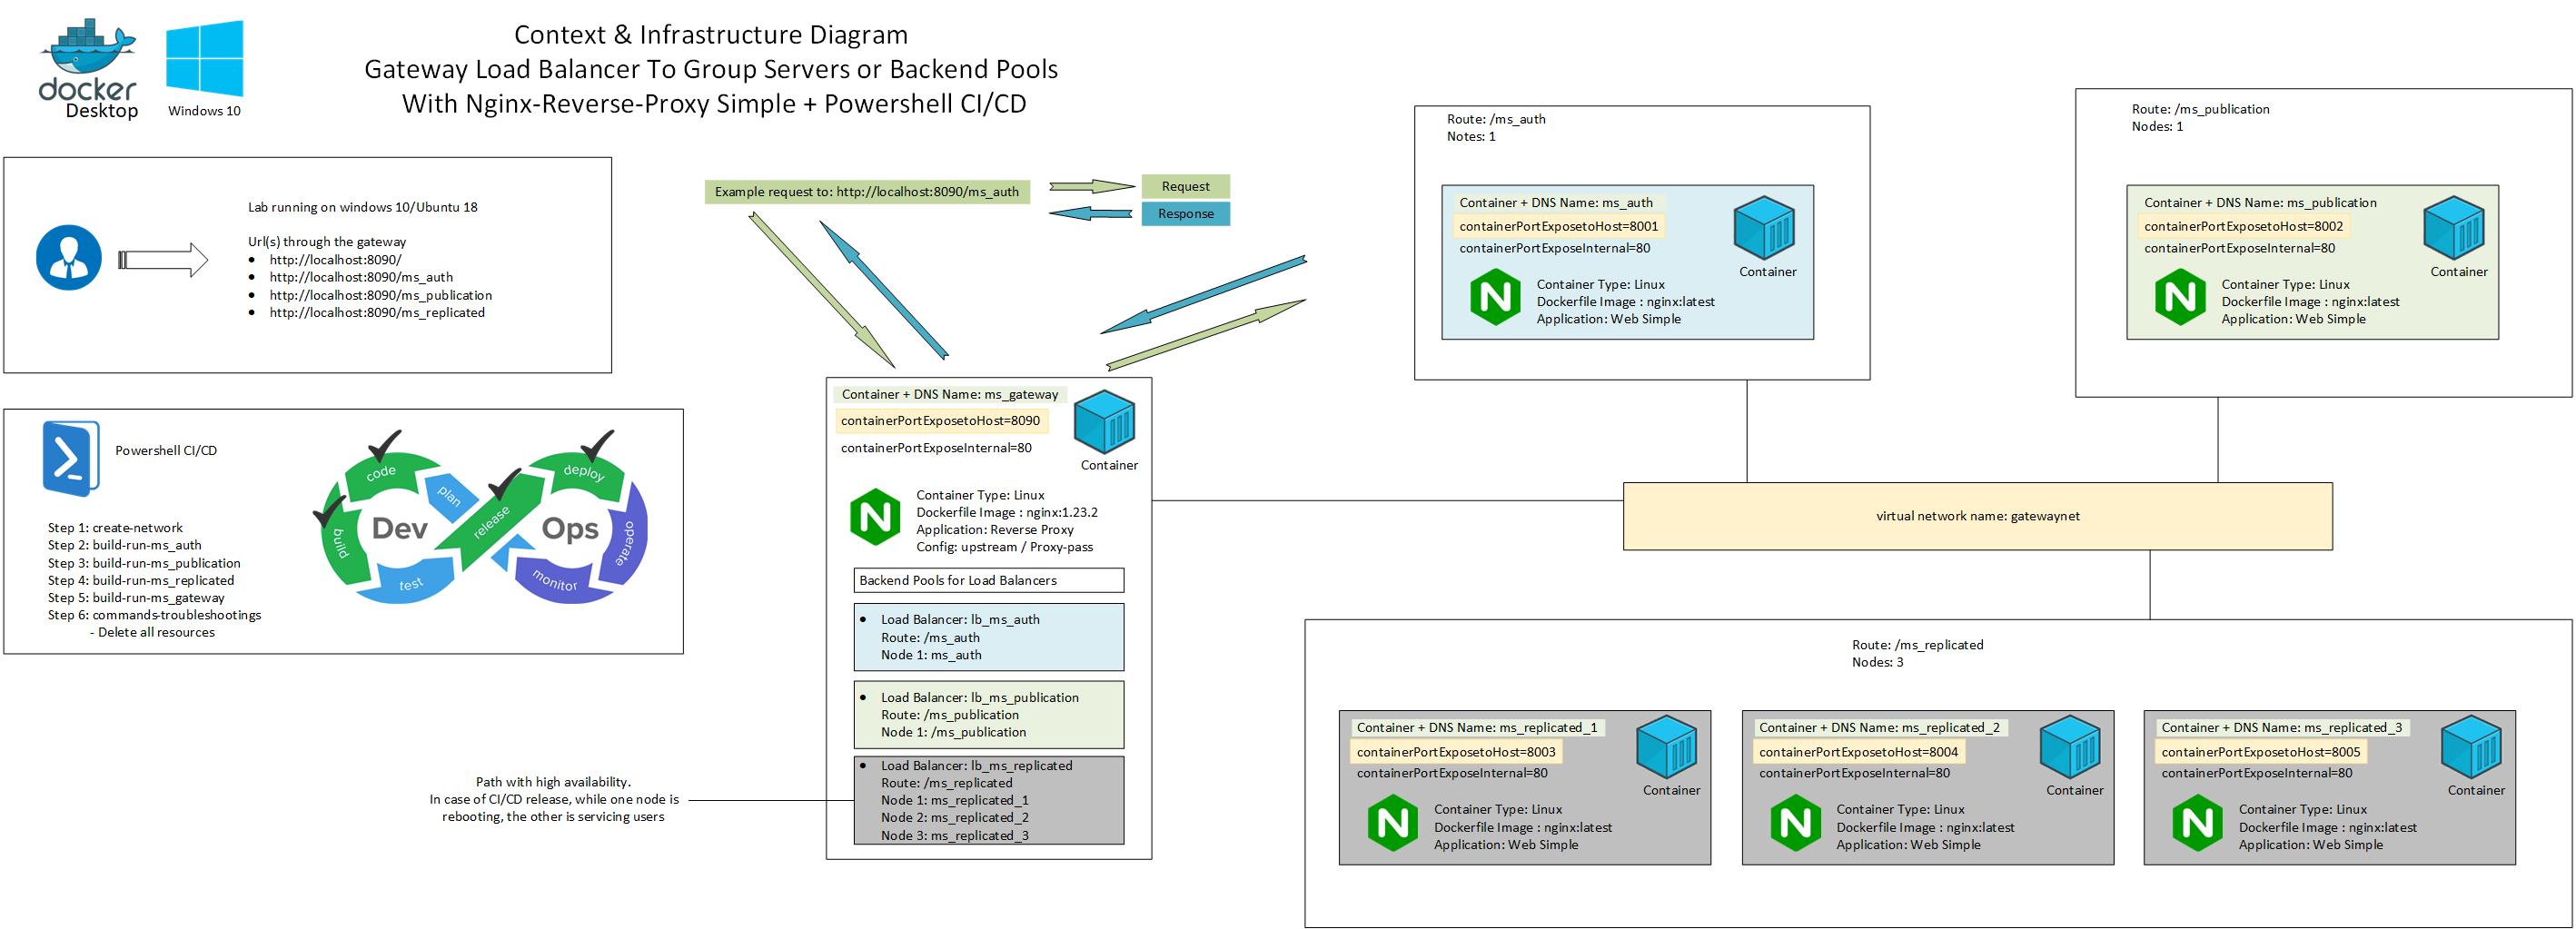 docker
Desktop
Windows 10
Context & Infrastructure Diagram
Gateway Load Balancer To Group Servers or Backend Pools
With Nginx-Reverse-Proxy Simple + Powershell CI/CD
Lab running on windows 10/Ubuntu 18
Url(s) through the gateway
• http://localhost:8090/
• http://localhost:8090/ms_auth
• http://localhost:8090/ms_publication
• http://localhost:8090/ms_replicated
Powershell CI/CD
Step 1: create-network
Step 2: build-run-ms_auth
Step 3: build-run-ms_publication
Step 4: build-run-ms_replicated
Step 5: build-run-ms_gateway
Step 6: commands-troubleshootings
- Delete all resources
code
plan
build
test
Dev
release
Ops
deploy
operate
monitor
Example request to: http://localhost:8090/ms_auth
Request
Response
Container + DNS Name: ms_gateway
containerPortExposetoHost=8090
containerPortExposeInternal=80
Container
N
Container Type: Linux
Dockerfile Image : nginx:1.23.2
Application: Reverse Proxy
Config: upstream / Proxy-pass
Backend Pools for Load Balancers
• Load Balancer: lb_ms_auth
Route: /ms_auth
Node 1: ms_auth
• Load Balancer: lb_ms_publication
Route: /ms_publication
Node 1: /ms_publication
• Load Balancer: lb_ms_replicated
Route: /ms_replicated
Node 1: ms_replicated_1
Node 2: ms_replicated_2
Node 3: ms_replicated_3
Path with high availability.
In case of CI/CD release, while one node is
rebooting, the other is servicing users
Route: /ms_auth
Notes: 1
Container + DNS Name: ms_auth
containerPortExposetoHost=8001
containerPortExposeInternal=80
Container
N
Container Type: Linux
Dockerfile Image : nginx:latest
Application: Web Simple
Route: /ms_publication
Nodes: 1
Container + DNS Name: ms_publication
containerPortExposetoHost=8002
containerPortExposeInternal=80
Container
N
Container Type: Linux
Dockerfile Image : nginx:latest
Application: Web Simple
virtual network name: gatewaynet
Route: /ms_replicated
Nodes: 3
Container + DNS Name: ms_replicated_1
containerPortExposetoHost=8003
containerPortExposeInternal=80
Container
N
Container Type: Linux
Dockerfile Image : nginx:latest
Application: Web Simple
Container + DNS Name: ms_replicated_2
containerPortExposetoHost=8004
containerPortExposeInternal=80
Container
N
Container Type: Linux
Dockerfile Image : nginx:latest
Application: Web Simple
Container + DNS Name: ms_replicated_3
containerPortExposetoHost=8005
containerPortExposeInternal=80
Container
N
Container Type: Linux
Dockerfile Image : nginx:latest
Application: Web Simple